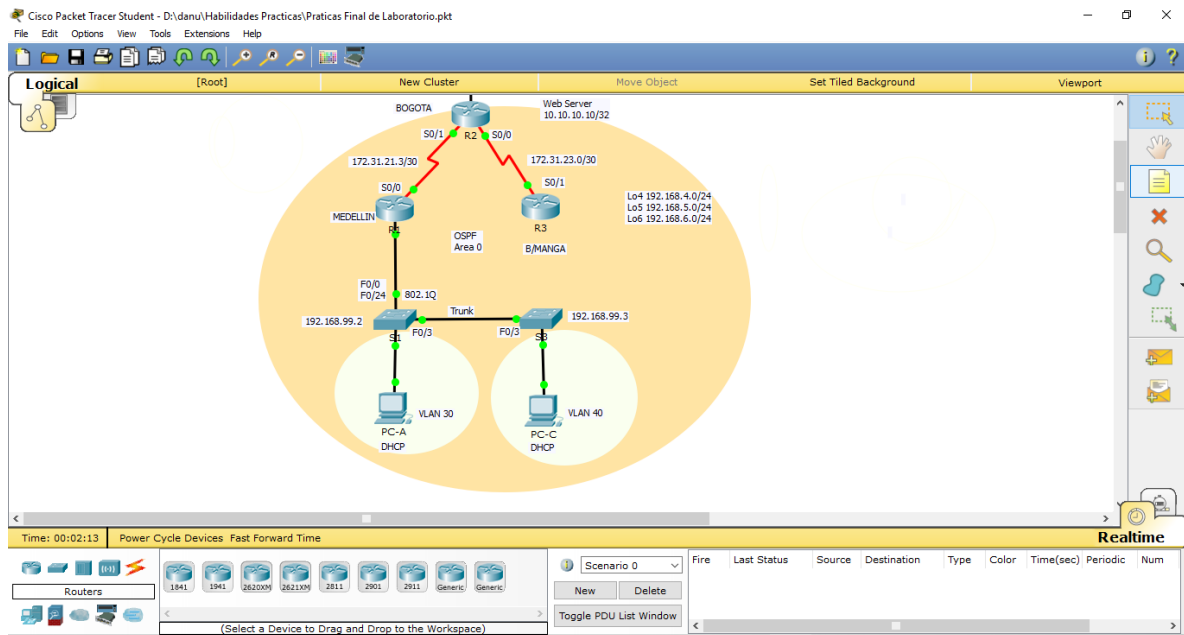 Cisco Packet Tracer Student - D:\danu\Habilidades Practicas\Praticas Final de Laboratorio.pkt
File Edit Options View Tools Extensions Help
Logical [Root] New Cluster Move Object Set Tiled Background Viewport
BOGOTA
Web Server
10.10.10.10/32
S0/1 R2 S0/0
172.31.21.3/30
172.31.23.0/30
S0/0
S0/1
Lo4 192.168.4.0/24
Lo5 192.168.5.0/24
Lo6 192.168.6.0/24
MEDELLIN
R1
R3
OSPF
Area 0
B/MANGA
F0/0
F0/24
802.1Q
Trunk
192.168.99.2
192.168.99.3
F0/3
F0/3
S1
S3
VLAN 30
VLAN 40
PC-A
DHCP
PC-C
DHCP
Time: 00:02:13 Power Cycle Devices Fast Forward Time
Realtime
Routers
1841 1941 2620XM 2621XM 2811 2901 2911 Generic Generic
(Select a Device to Drag and Drop to the Workspace)
Scenario 0
New Delete
Toggle PDU List Window
Fire Last Status Source Destination Type Color Time(sec) Periodic Num